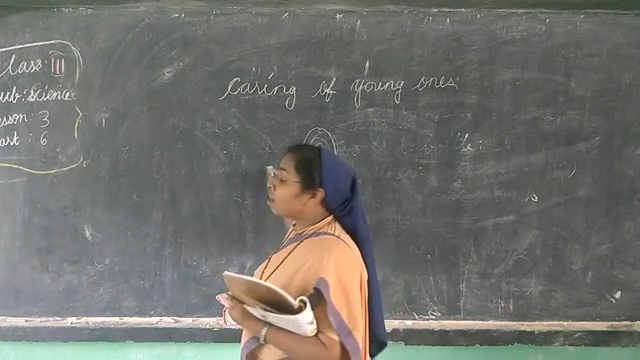 Class: III
Sub: Science
Lesson: 3
Part: 6
Caring of young ones.